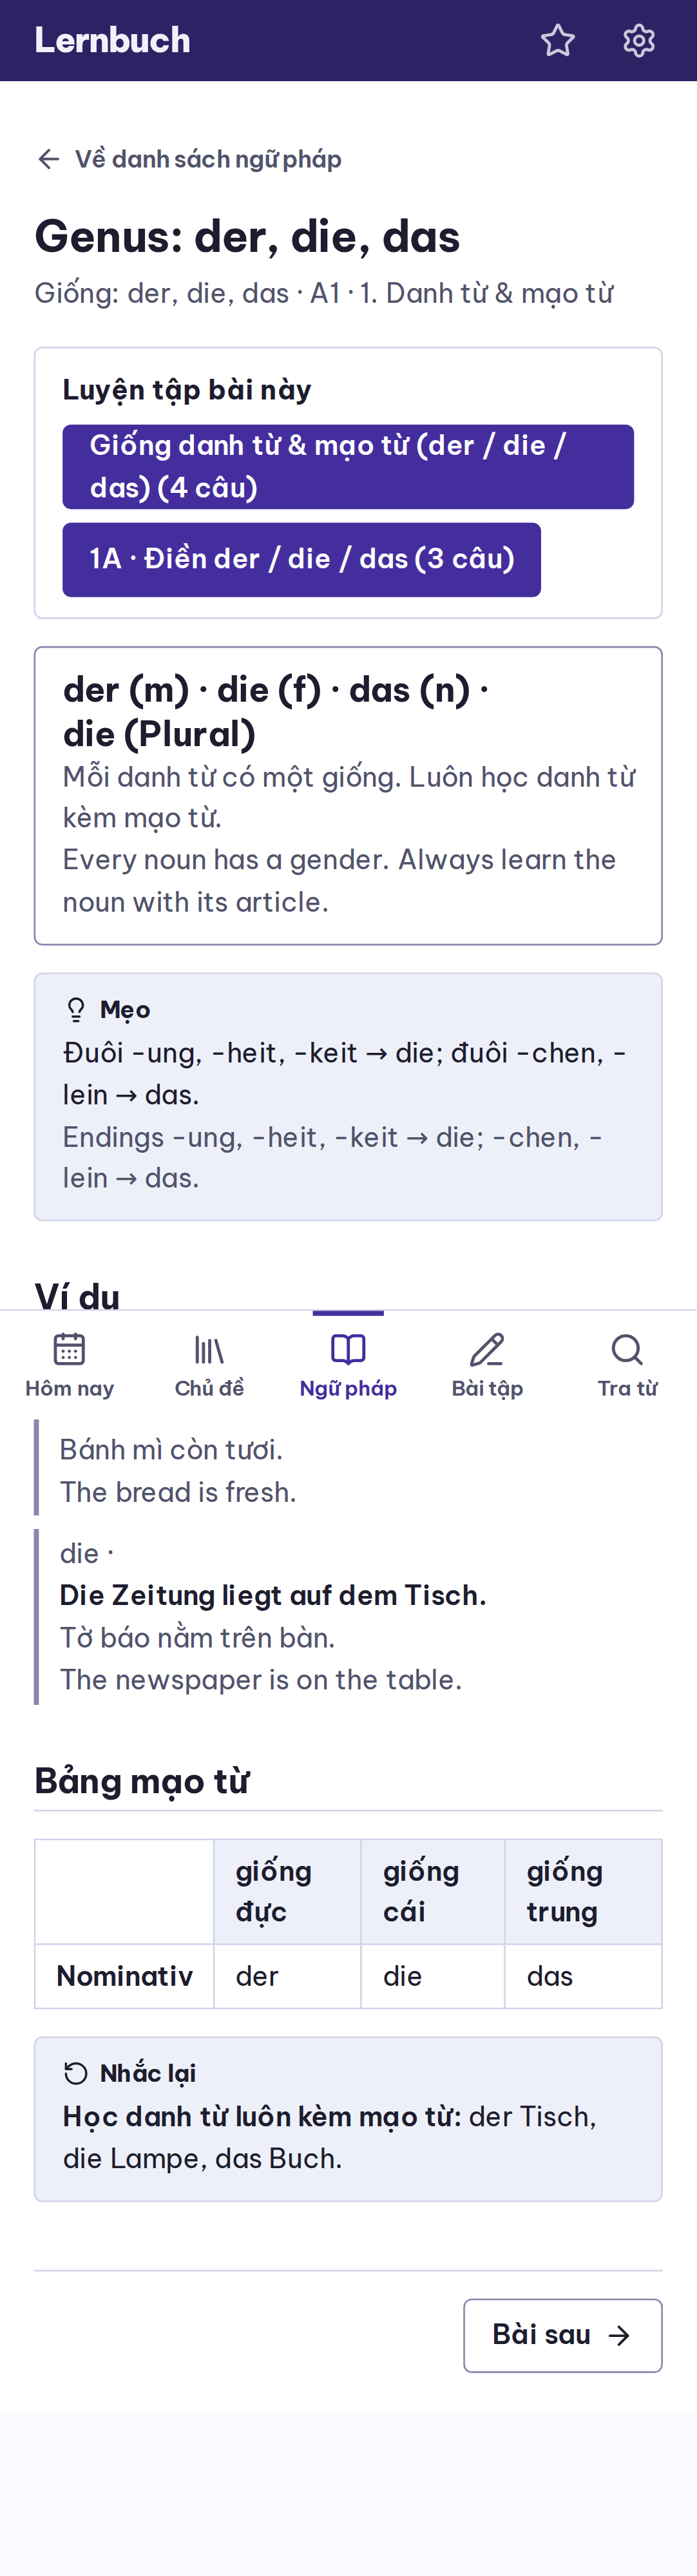 Lernbuch
Về danh sách ngữ pháp
Genus: der, die, das
Giống: der, die, das · A1 · 1. Danh từ & mạo từ
Luyện tập bài này
Giống danh từ & mạo từ (der / die /
das) (4 câu)
1A · Điền der / die / das (3 câu)
der (m) · die (f) · das (n) ·
die (Plural)
Mỗi danh từ có một giống. Luôn học danh từ
kèm mạo từ.
Every noun has a gender. Always learn the
noun with its article.
Mẹo
Đuôi -ung, -heit, -keit → die; đuôi -chen, -
lein → das.
Endings -ung, -heit, -keit → die; -chen, -
lein → das.
Ví dụ
Hôm nay
Chủ đề
Ngữ pháp
Bài tập
Tra từ
Bánh mì còn tươi.
The bread is fresh.
die ·
Die Zeitung liegt auf dem Tisch.
Tờ báo nằm trên bàn.
The newspaper is on the table.
Bảng mạo từ
giống đực
giống cái
giống trung
Nominativ der die das
Nhắc lại
Học danh từ luôn kèm mạo từ: der Tisch,
die Lampe, das Buch.
Bài sau →